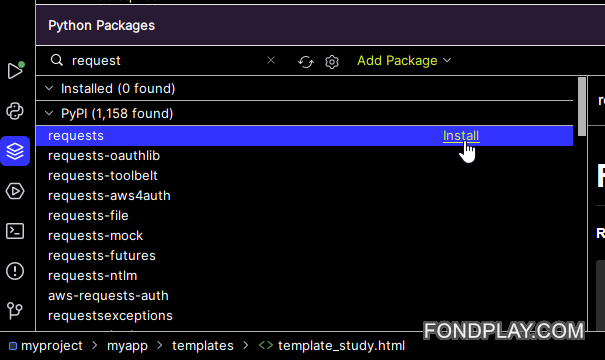 Python Packages
request
Add Package
Installed (0 found)
PyPI (1,158 found)
requests Install
requests-oauthlib
requests-toolbelt
requests-aws4auth
requests-file
requests-mock
requests-futures
requests-ntlm
aws-requests-auth
requestsexceptions
FONDPLAY.COM
myproject > myapp > templates > <> template_study.html